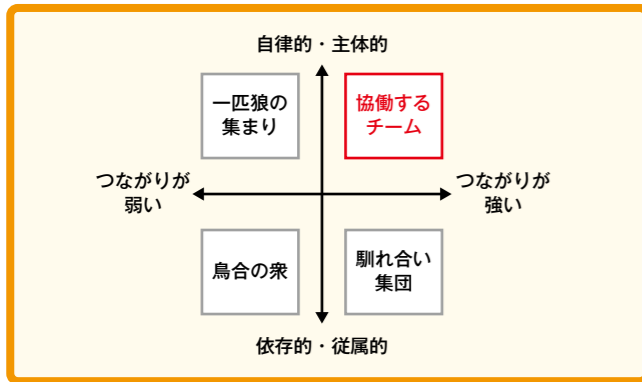 自律的・主体的
一匹狼の
集まり
協働する
チーム
つながりが
弱い
つながりが
強い
烏合の衆
馴れ合い
集団
依存的・従属的